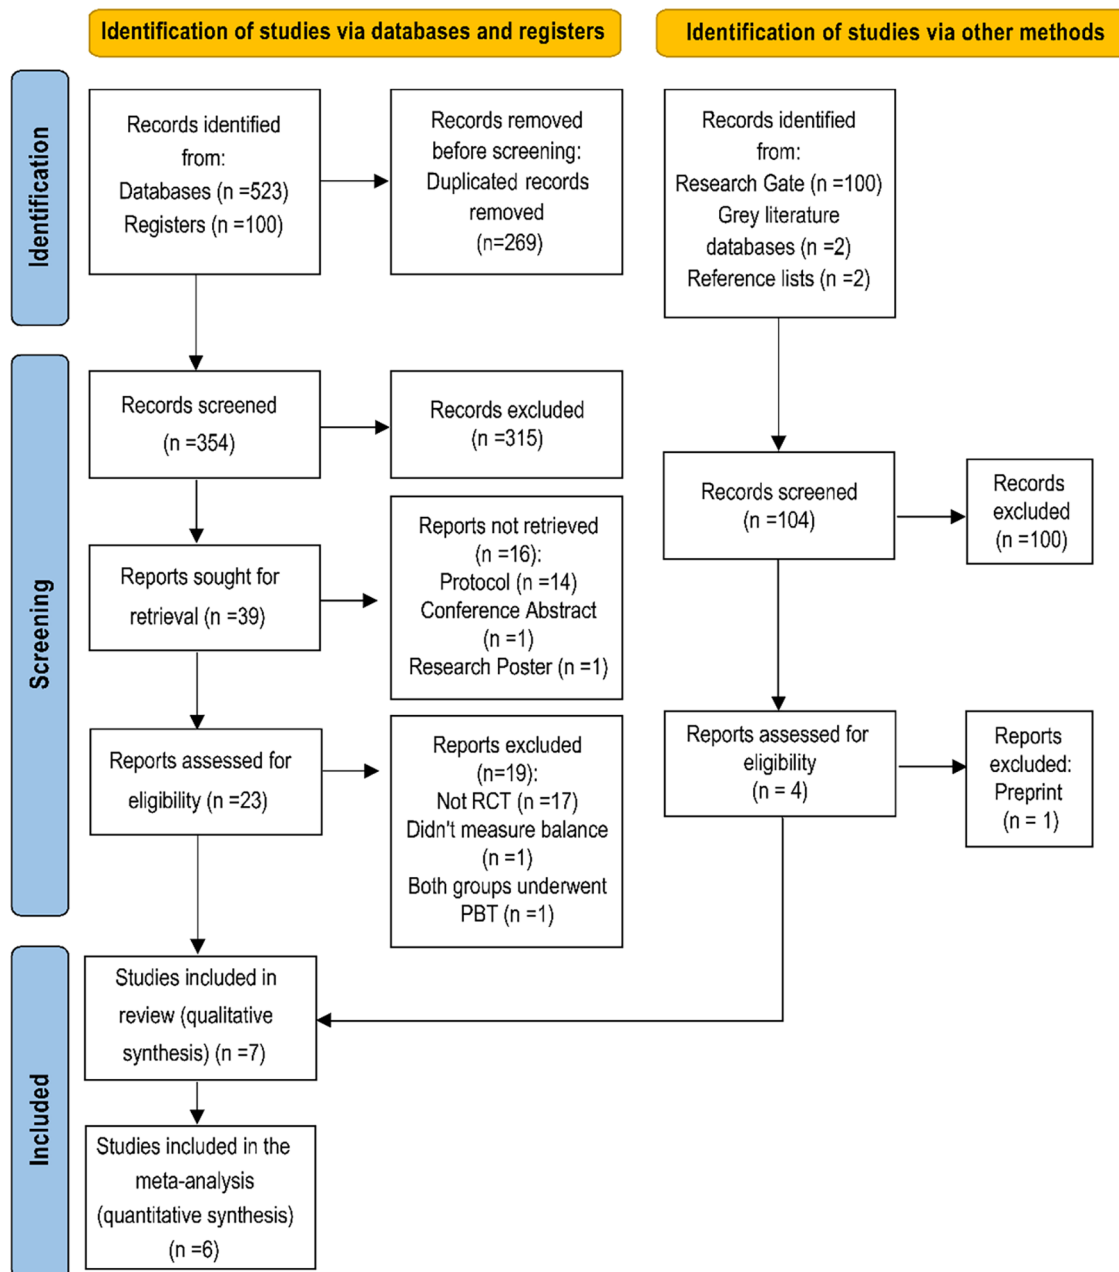 Identification of studies via databases and registers
Identification of studies via other methods
Identification
Records identified
from:
Databases (n =523)
Registers (n =100)
Records removed
before screening:
Duplicated records
removed
(n=269)
Records identified
from:
Research Gate (n =100)
Grey literature
databases (n =2)
Reference lists (n =2)
Screening
Records screened
(n =354)
Records excluded
(n =315)
Records screened
(n =104)
Records
excluded
(n =100)
Reports sought for
retrieval (n =39)
Reports not retrieved
(n =16):
Protocol (n =14)
Conference Abstract
(n =1)
Research Poster (n =1)
Reports assessed for
eligibility (n =23)
Reports excluded
(n=19):
Not RCT (n =17)
Didn't measure balance
(n =1)
Both groups underwent
PBT (n =1)
Reports assessed for
eligibility
(n = 4)
Reports
excluded:
Preprint
(n = 1)
Included
Studies included in
review (qualitative
synthesis) (n =7)
Studies included in the
meta-analysis
(quantitative synthesis)
(n =6)